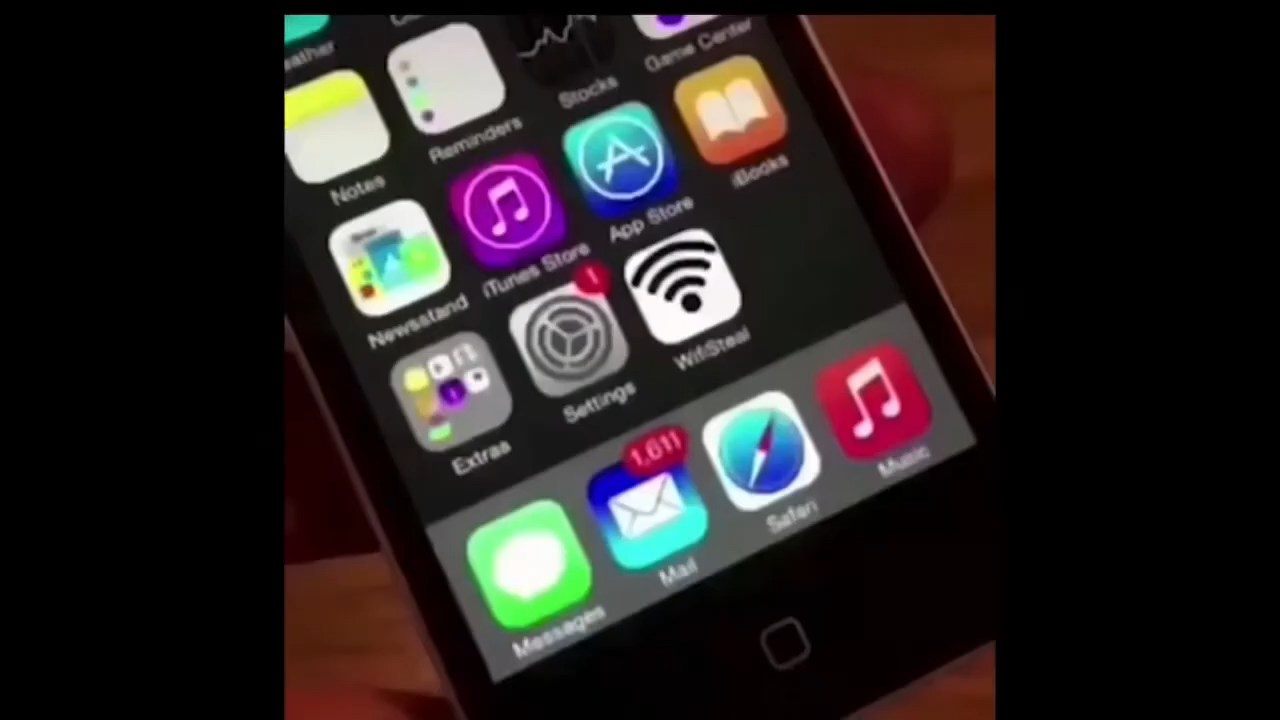 eather
Reminders
Stocks
Game Center
Notes
Newsstand
iTunes Store
App Store
iBooks
Extras
1
Settings
WifiSteal
Messages
1,611
Mail
Safari
Music